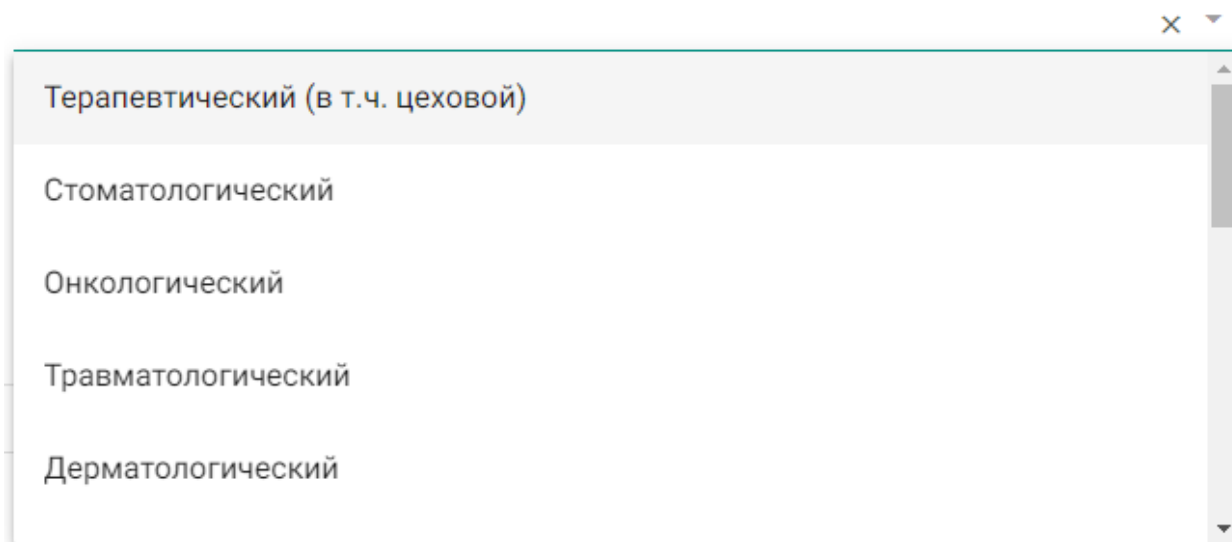 Терапевтический (в т.ч. цеховой)
Стоматологический
Онкологический
Травматологический
Дерматологический